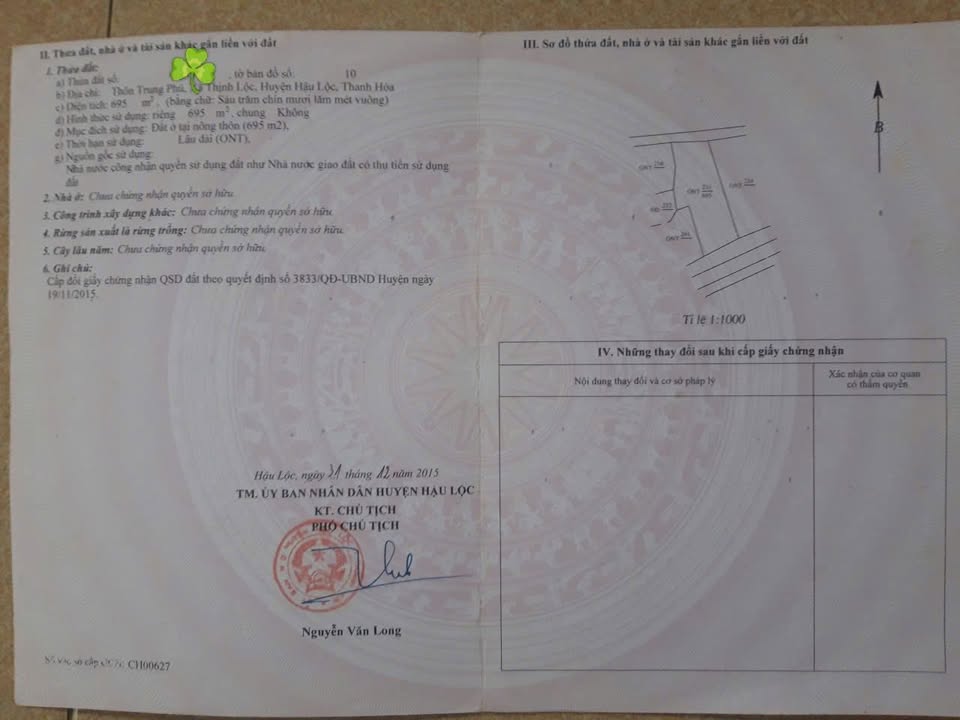 II. Thửa đất, nhà ở và tài sản khác gắn liền với đất
1. Thửa đất:
a) Thửa đất số: , tờ bản đồ số: 10
b) Địa chỉ: Thôn Trung Phú, Thịnh Lộc, Huyện Hậu Lộc, Thanh Hóa
c) Diện tích: 695 m², (bằng chữ: Sáu trăm chín mươi lăm mét vuông)
d) Hình thức sử dụng: riêng 695 m², chung Không
đ) Mục đích sử dụng: Đất ở tại nông thôn (695 m2),
e) Thời hạn sử dụng: Lâu dài (ONT),
g) Nguồn gốc sử dụng:
Nhà nước công nhận quyền sử dụng đất như Nhà nước giao đất có thu tiền sử dụng
đất
2. Nhà ở: Chưa chứng nhận quyền sở hữu.
3. Công trình xây dựng khác: Chưa chứng nhận quyền sở hữu.
4. Rừng sản xuất là rừng trồng: Chưa chứng nhận quyền sở hữu.
5. Cây lâu năm: Chưa chứng nhận quyền sở hữu.
6. Ghi chú:
Cấp đổi giấy chứng nhận QSD đất theo quyết định số 3833/QĐ-UBND Huyện ngày
19/11/2015.
Hậu Lộc, ngày 31 tháng 12 năm 2015
TM. ỦY BAN NHÂN DÂN HUYỆN HẬU LỘC
KT. CHỦ TỊCH
PHÓ CHỦ TỊCH
Nguyễn Văn Long
Số vào sổ cấp GCN: CH00627
III. Sơ đồ thửa đất, nhà ở và tài sản khác gắn liền với đất
B
ONT
ONT 695
ONT
ONT
Tỉ lệ 1:1000
IV. Những thay đổi sau khi cấp giấy chứng nhận
Nội dung thay đổi và cơ sở pháp lý
Xác nhận của cơ quan
có thẩm quyền